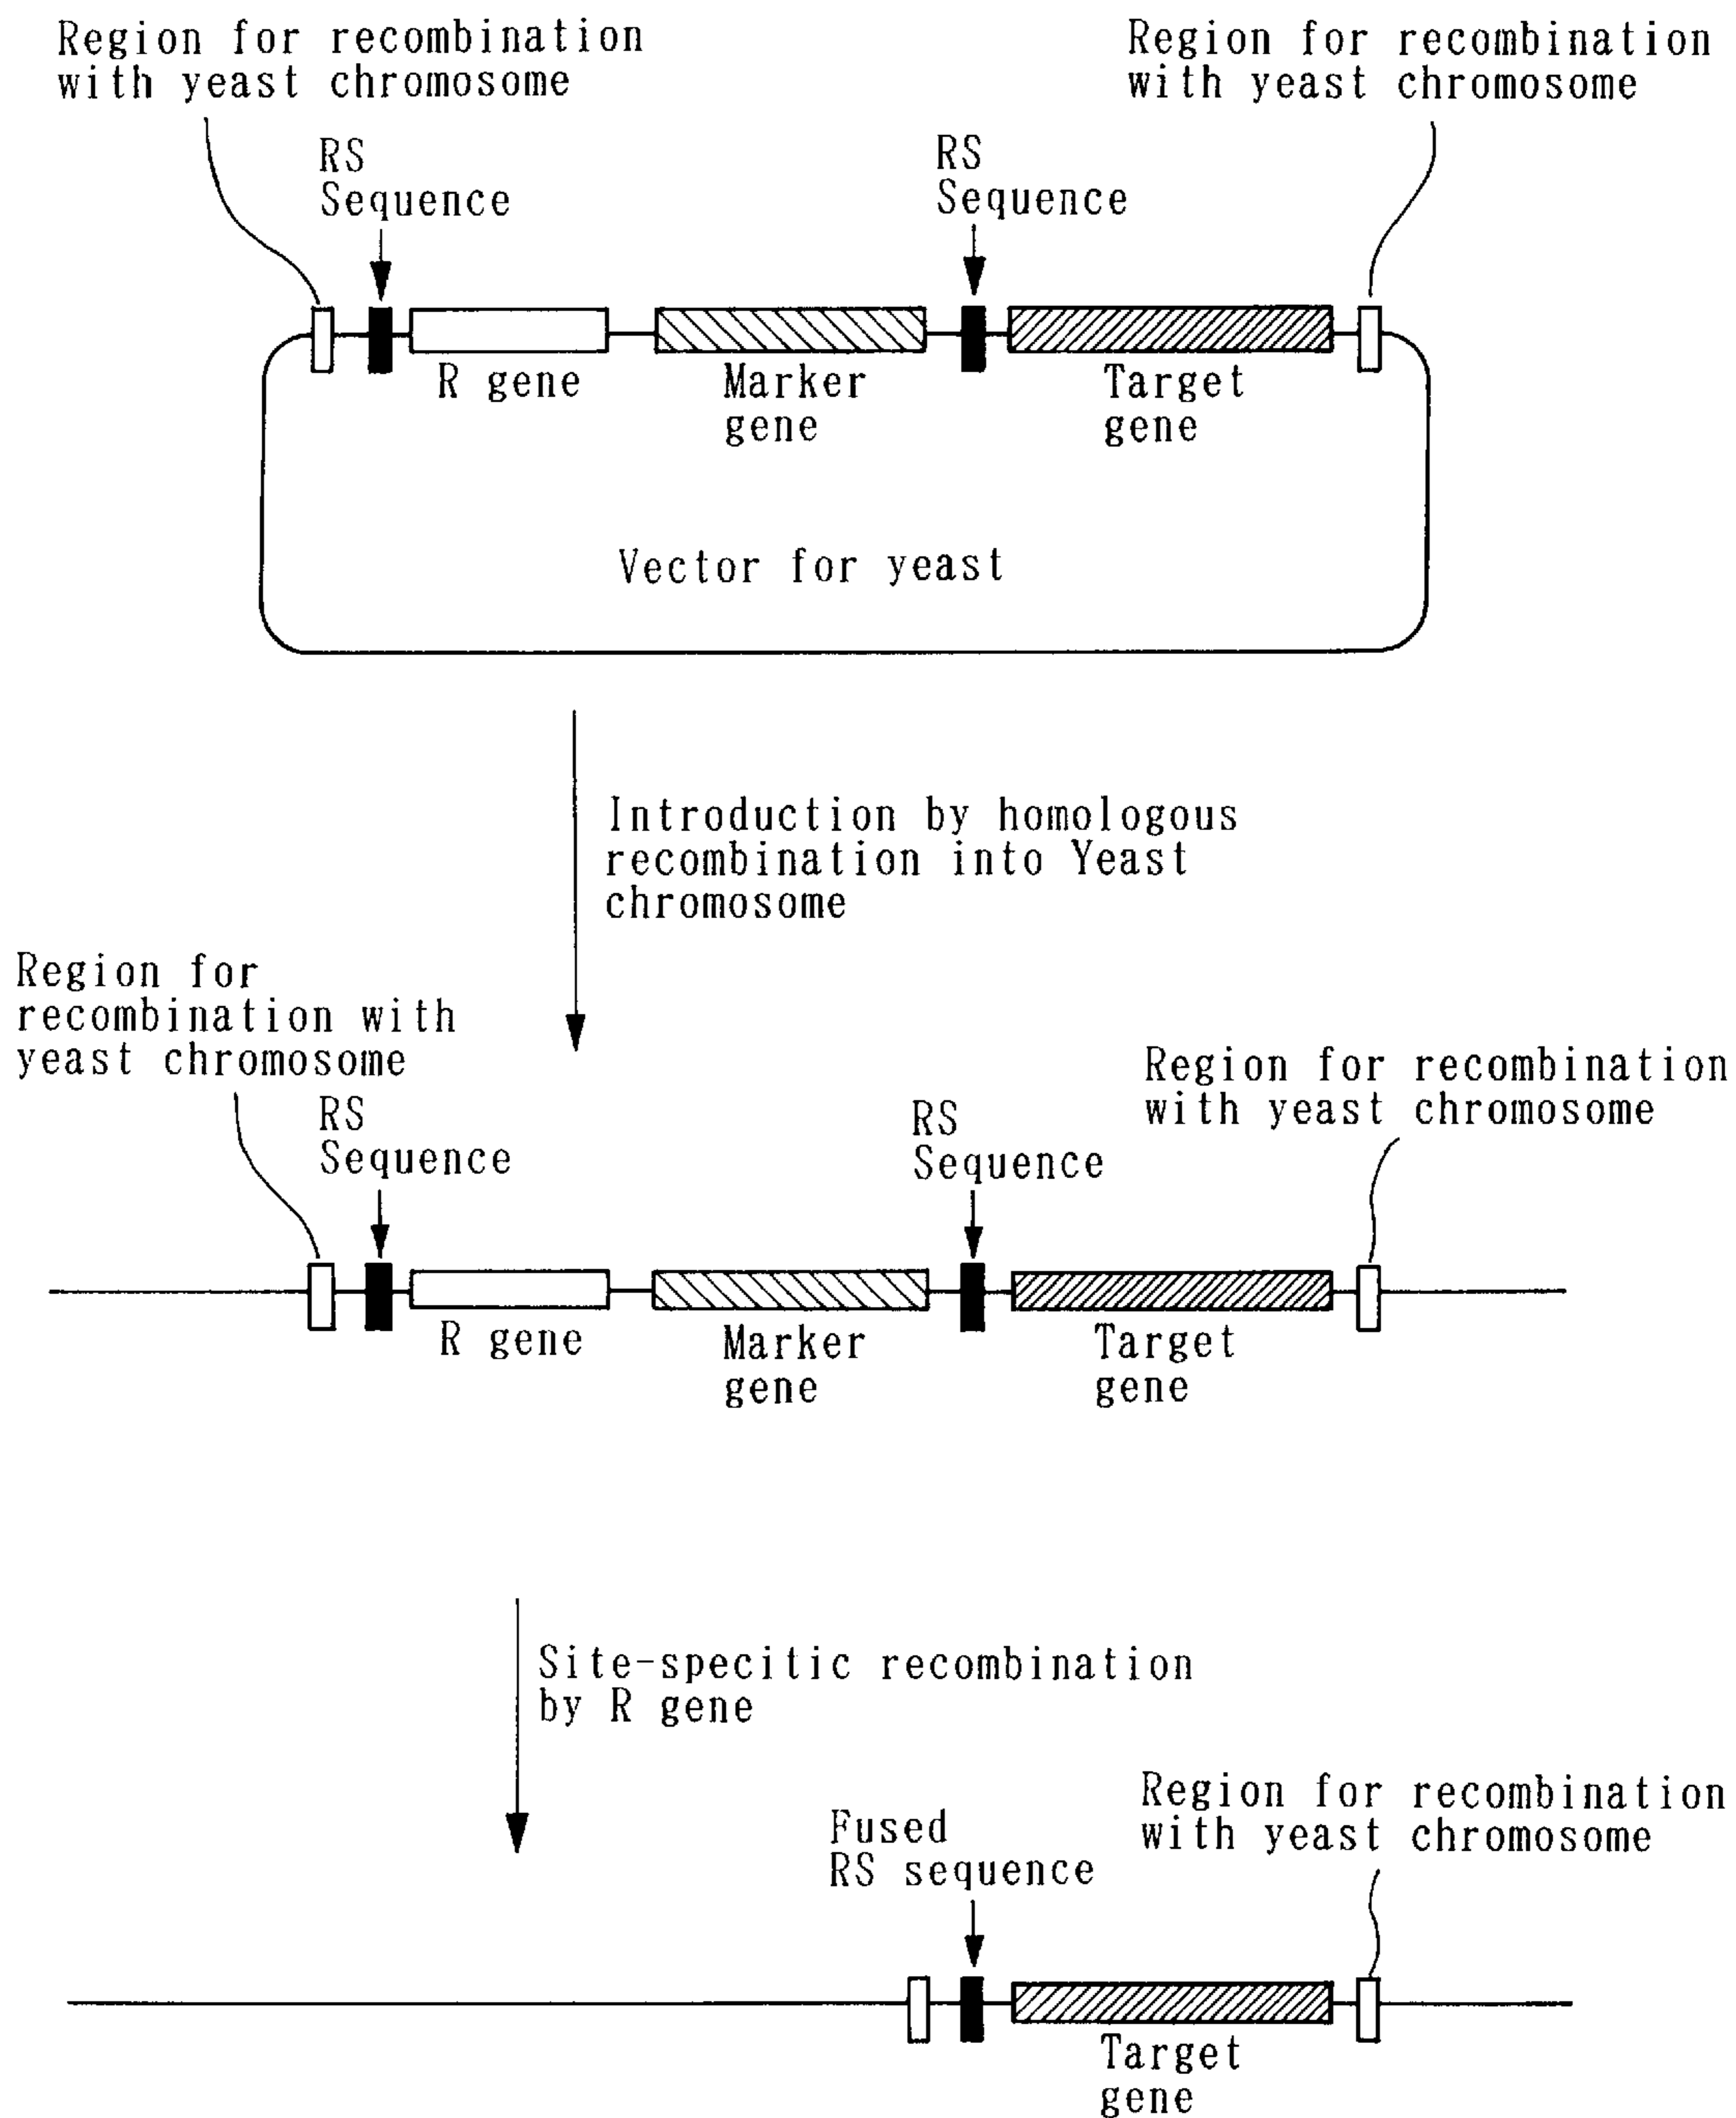 Region for recombination
with yeast chromosome
Region for recombination
with yeast chromosome
RS
Sequence
RS
Sequence
R gene
Marker
gene
Target
gene
Vector for yeast
Introduction by homologous
recombination into Yeast
chromosome
Region for
recombination with
yeast chromosome
Region for recombination
with yeast chromosome
RS
Sequence
RS
Sequence
R gene
Marker
gene
Target
gene
Site-specitic recombination
by R gene
Region for recombination
with yeast chromosome
Fused
RS sequence
Target
gene